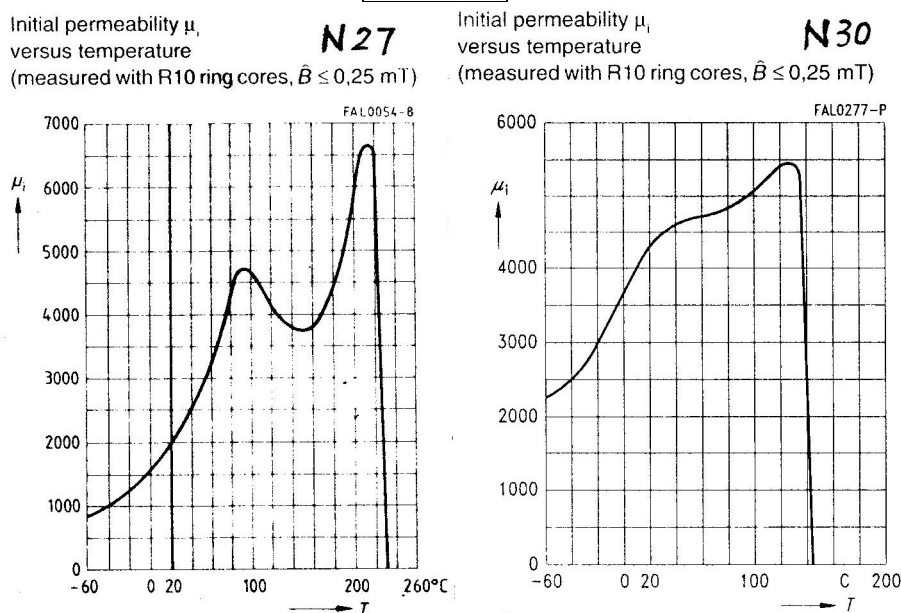 Initial permeability μi
versus temperature
(measured with R10 ring cores, B̂ ≤ 0,25 mT)
N27
FAL0054-8
7000
μi
6000
5000
4000
3000
2000
1000
0
-60 0 20 100 200 260°C
T
Initial permeability μi
versus temperature
(measured with R10 ring cores, B̂ ≤ 0,25 mT)
N30
FAL0277-P
6000
μi
4000
3000
2000
1000
0
-60 0 20 100 C 200
T